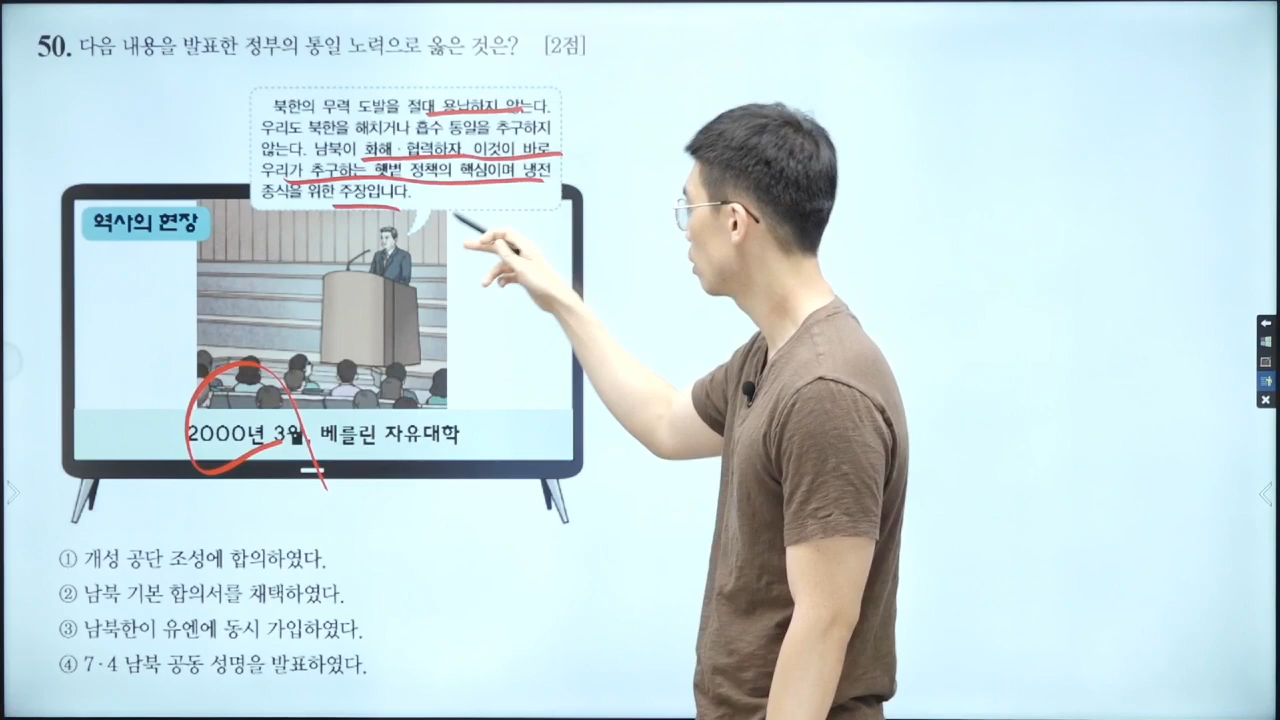 50. 다음 내용을 발표한 정부의 통일 노력으로 옳은 것은? [2점]
북한의 무력 도발을 절대 용납하지 않는다.
우리도 북한을 해치거나 흡수 통일을 추구하지
않는다. 남북이 화해·협력하자. 이것이 바로
우리가 추구하는 햇볕 정책의 핵심이며 냉전
종식을 위한 주장입니다.
역사의 현장
2000년 3월, 베를린 자유대학
① 개성 공단 조성에 합의하였다.
② 남북 기본 합의서를 채택하였다.
③ 남북한이 유엔에 동시 가입하였다.
④ 7·4 남북 공동 성명을 발표하였다.